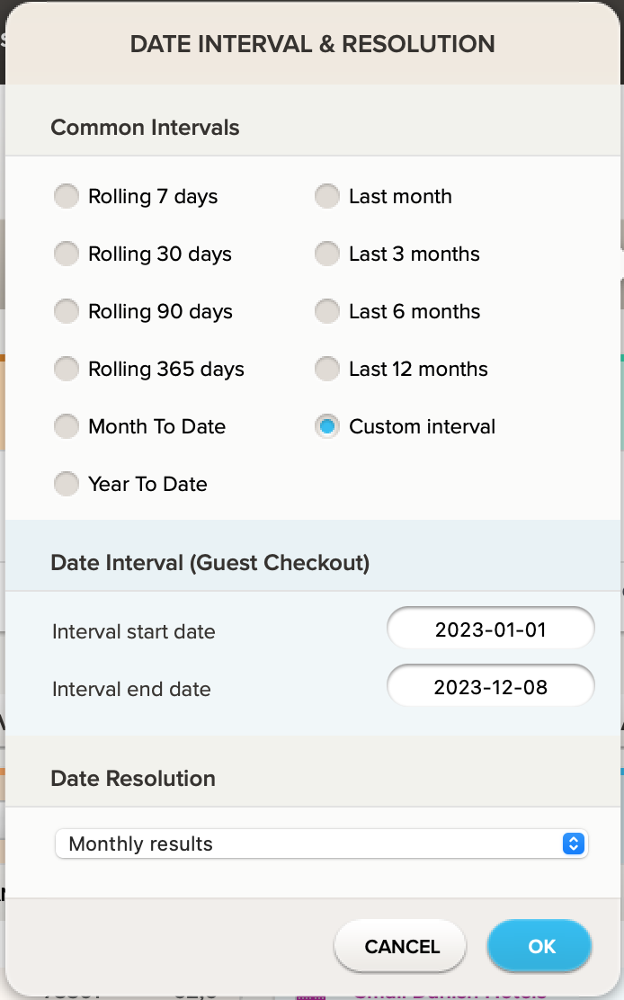 DATE INTERVAL & RESOLUTION
Common Intervals
Rolling 7 days
Last month
Rolling 30 days
Last 3 months
Rolling 90 days
Last 6 months
Rolling 365 days
Last 12 months
Month To Date
Custom interval
Year To Date
Date Interval (Guest Checkout)
Interval start date
2023-01-01
Interval end date
2023-12-08
Date Resolution
Monthly results
CANCEL
OK